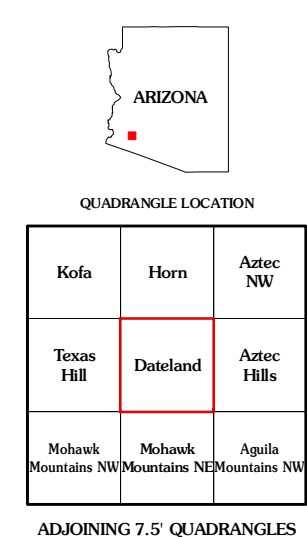 ARIZONA
QUADRANGLE LOCATION
Kofa
Horn
Aztec
NW
Texas
Hill
Dateland
Aztec
Hills
Mohawk
Mountains NW
Mohawk
Mountains NE
Aguila
Mountains NW
ADJOINING 7.5' QUADRANGLES